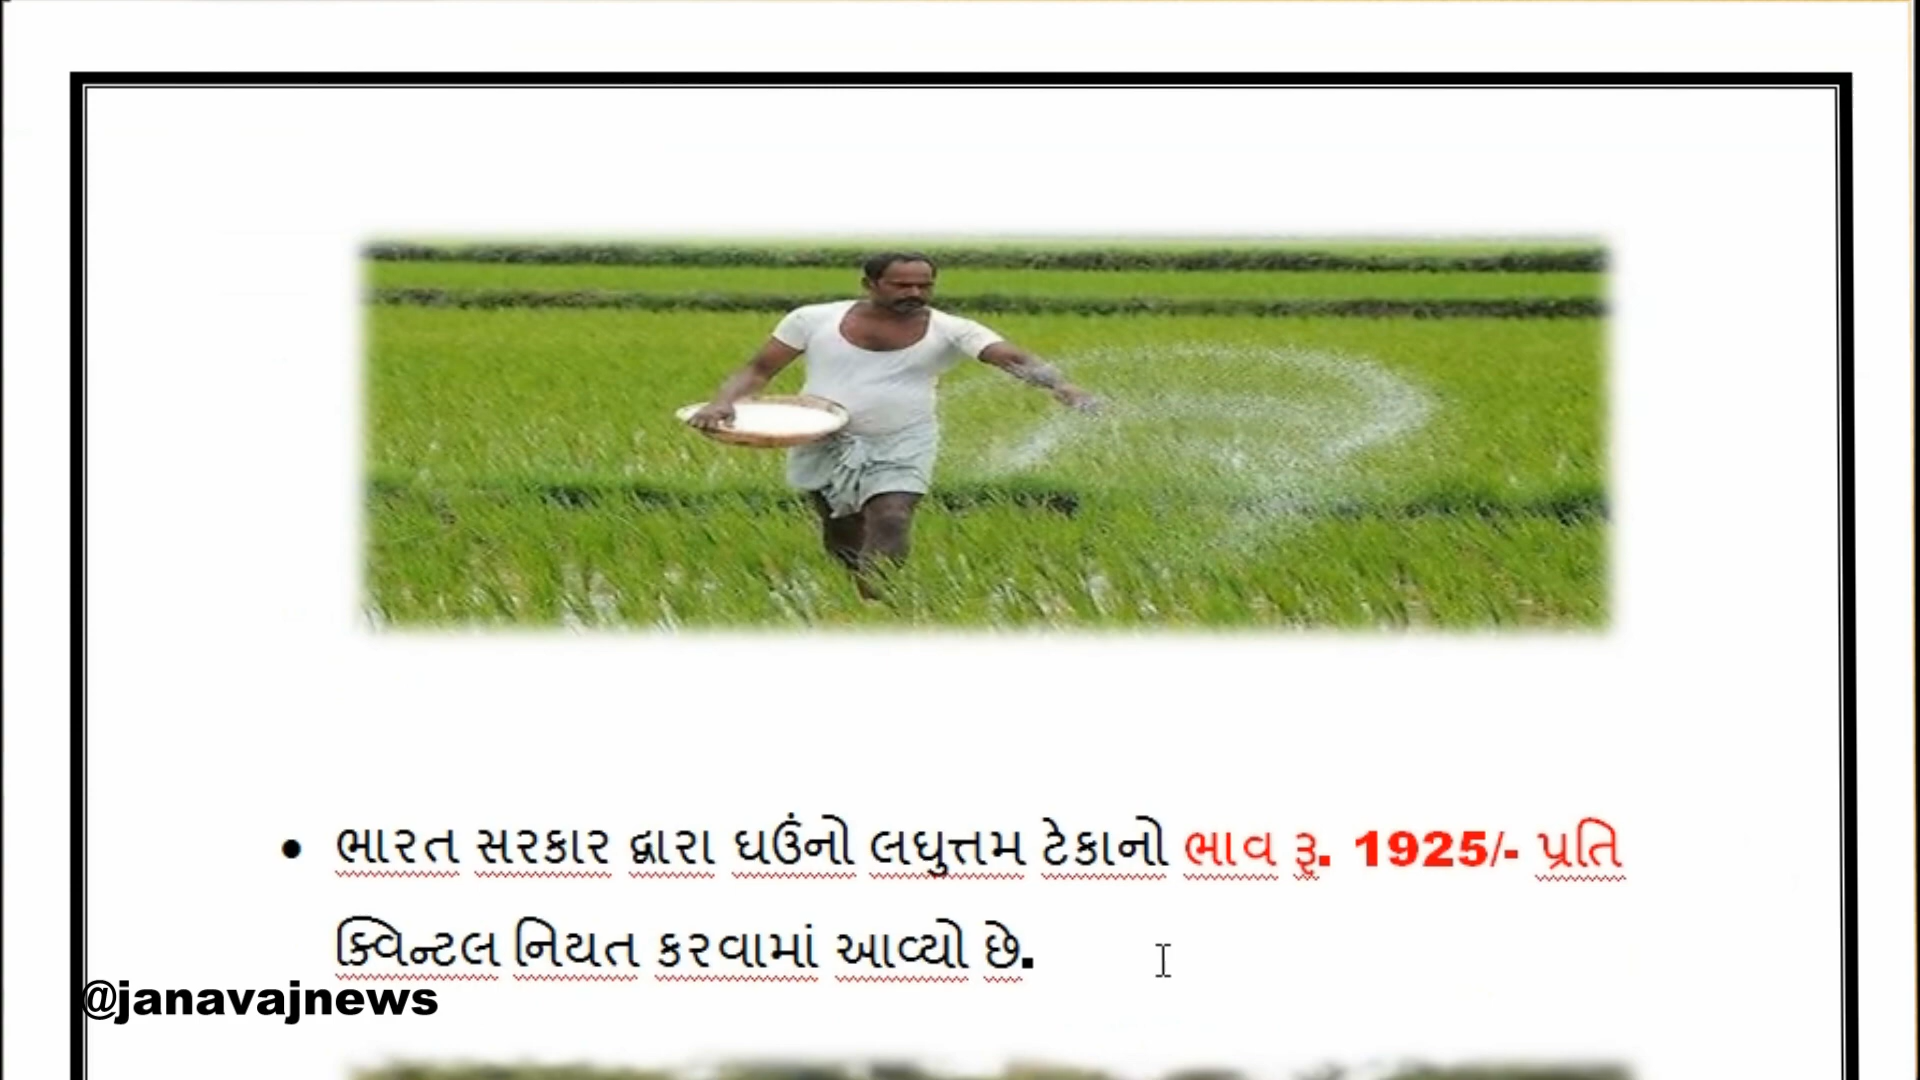 • ભારત સરકાર દ્વારા ઘઉંનો લઘુત્તમ ટેકાનો ભાવ રૂ. 1925/- પ્રતિ
ક્વિન્ટલ નિયત કરવામાં આવ્યો છે.
@janavajnews